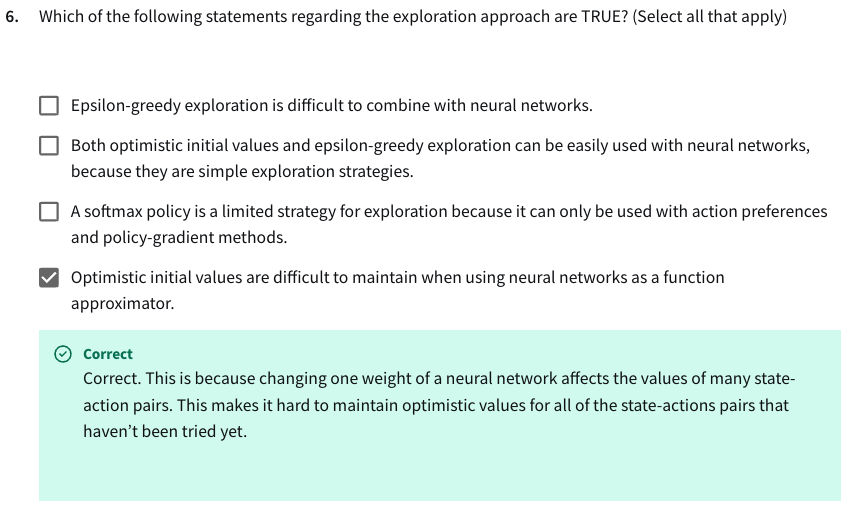 6. Which of the following statements regarding the exploration approach are TRUE? (Select all that apply)
Epsilon-greedy exploration is difficult to combine with neural networks.
Both optimistic initial values and epsilon-greedy exploration can be easily used with neural networks,
because they are simple exploration strategies.
A softmax policy is a limited strategy for exploration because it can only be used with action preferences
and policy-gradient methods.
Optimistic initial values are difficult to maintain when using neural networks as a function
approximator.
Correct
Correct. This is because changing one weight of a neural network affects the values of many state-
action pairs. This makes it hard to maintain optimistic values for all of the state-actions pairs that
haven't been tried yet.